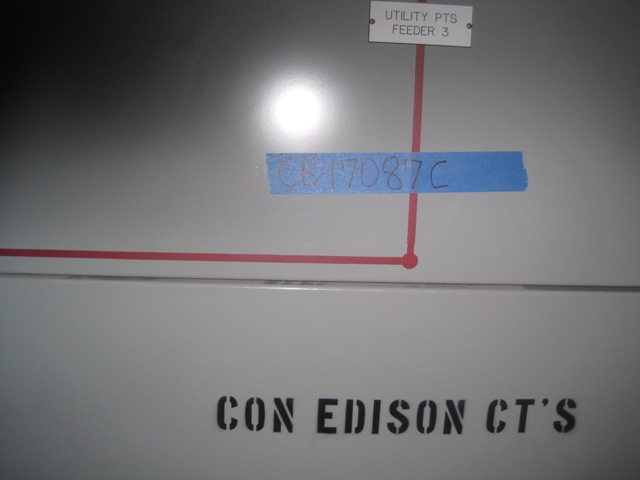 UTILITY PTS
FEEDER 3
CB17087C
CON EDISON CT'S